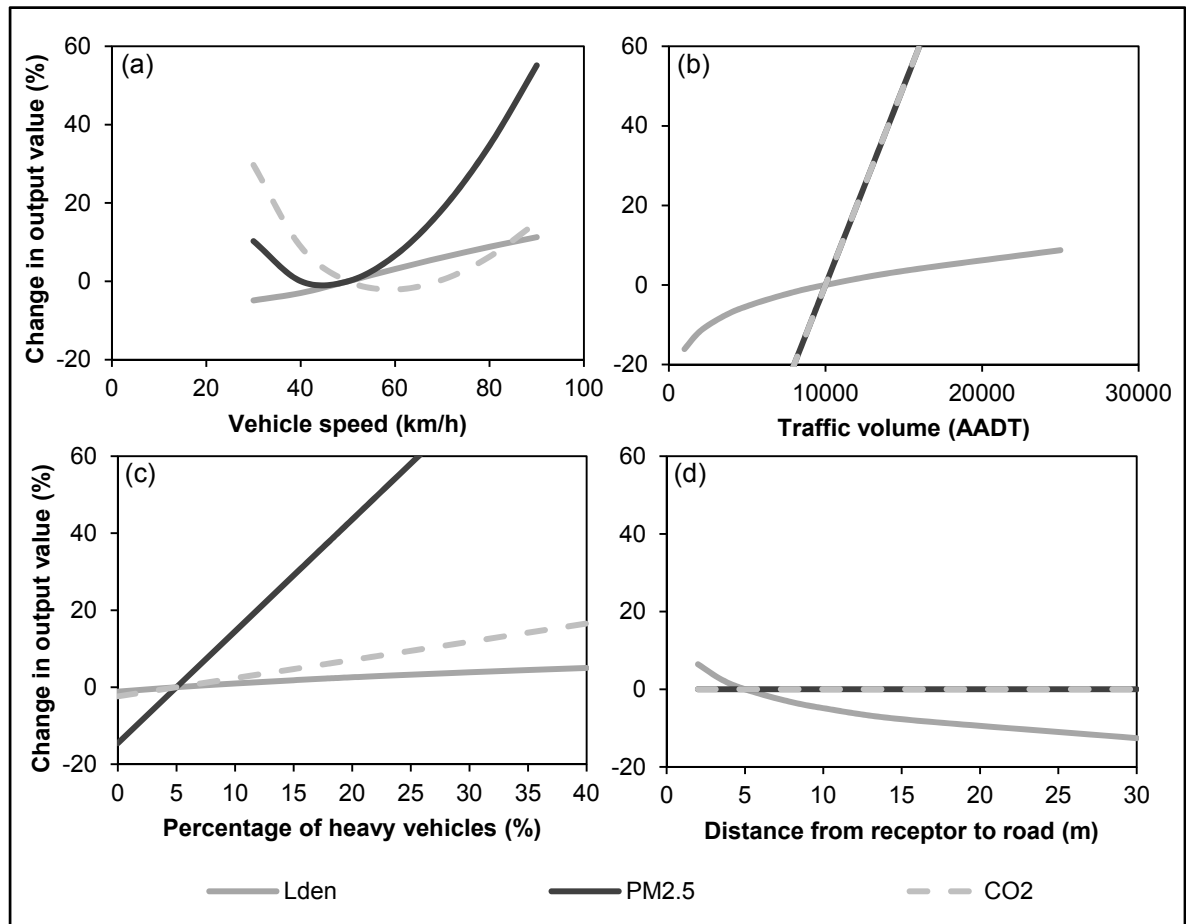 Change in output value (%)
60
40
20
0
-20
(a)
0 20 40 60 80 100
Vehicle speed (km/h)
60
40
20
0
-20
(b)
0 10000 20000 30000
Traffic volume (AADT)
Change in output value (%)
60
40
20
0
-20
(c)
0 5 10 15 20 25 30 35 40
Percentage of heavy vehicles (%)
60
40
20
0
-20
(d)
0 5 10 15 20 25 30
Distance from receptor to road (m)
Lden PM2.5 CO2